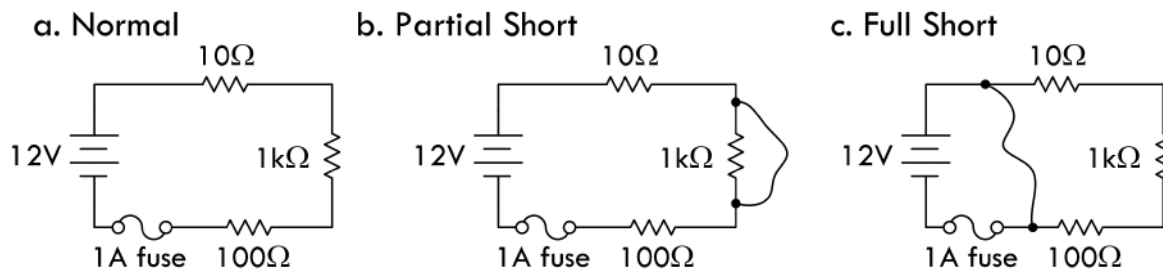 a. Normal
10Ω
12V
1kΩ
1A fuse 100Ω
b. Partial Short
10Ω
12V
1kΩ
1A fuse 100Ω
c. Full Short
10Ω
12V
1kΩ
1A fuse 100Ω